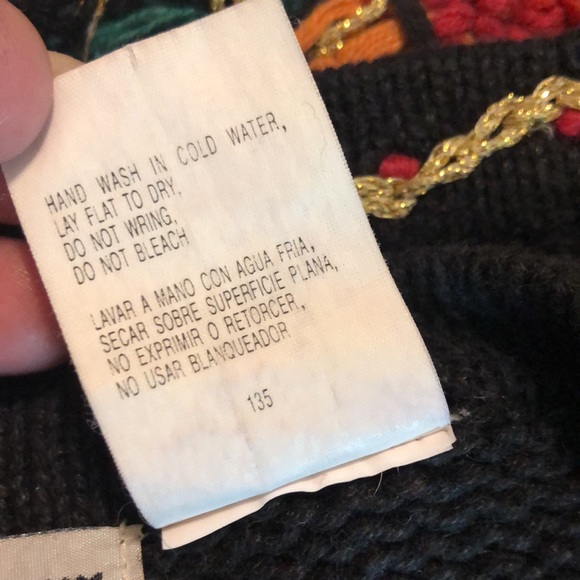 HAND WASH IN COLD WATER,
LAY FLAT TO DRY,
DO NOT WRING,
DO NOT BLEACH
LAVAR A MANO CON AGUA FRIA,
SECAR SOBRE SUPERFICIE PLANA,
NO EXPRIMIR O RETORCER,
NO USAR BLANQUEADOR
135